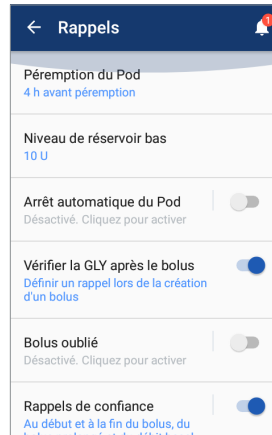 Rappels
1
Péremption du Pod
4 h avant péremption
Niveau de réservoir bas
10 U
Arrêt automatique du Pod
Désactivé. Cliquez pour activer
Vérifier la GLY après le bolus
Définir un rappel lors de la création
d'un bolus
Bolus oublié
Désactivé. Cliquez pour activer
Rappels de confiance
Au début et à la fin du bolus, du